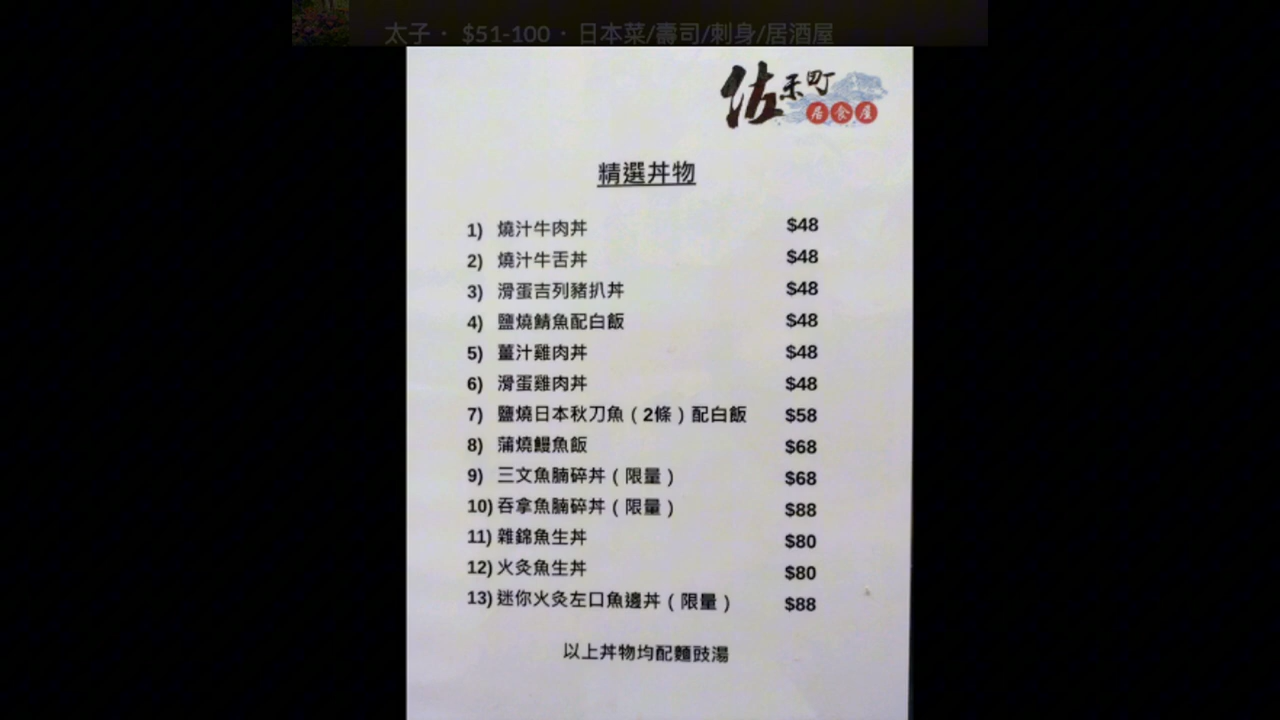 太子 · $51-100 · 日本菜/壽司/刺身/居酒屋
佐禾町
居食屋
精選丼物
1) 燒汁牛肉丼 $48
2) 燒汁牛舌丼 $48
3) 滑蛋吉列豬扒丼 $48
4) 鹽燒鯖魚配白飯 $48
5) 薑汁雞肉丼 $48
6) 滑蛋雞肉丼 $48
7) 鹽燒日本秋刀魚（2條）配白飯 $58
8) 蒲燒鰻魚飯 $68
9) 三文魚腩碎丼（限量） $68
10) 吞拿魚腩碎丼（限量） $88
11) 雜錦魚生丼 $80
12) 火灸魚生丼 $80
13) 迷你火灸左口魚邊丼（限量） $88
以上丼物均配麵豉湯